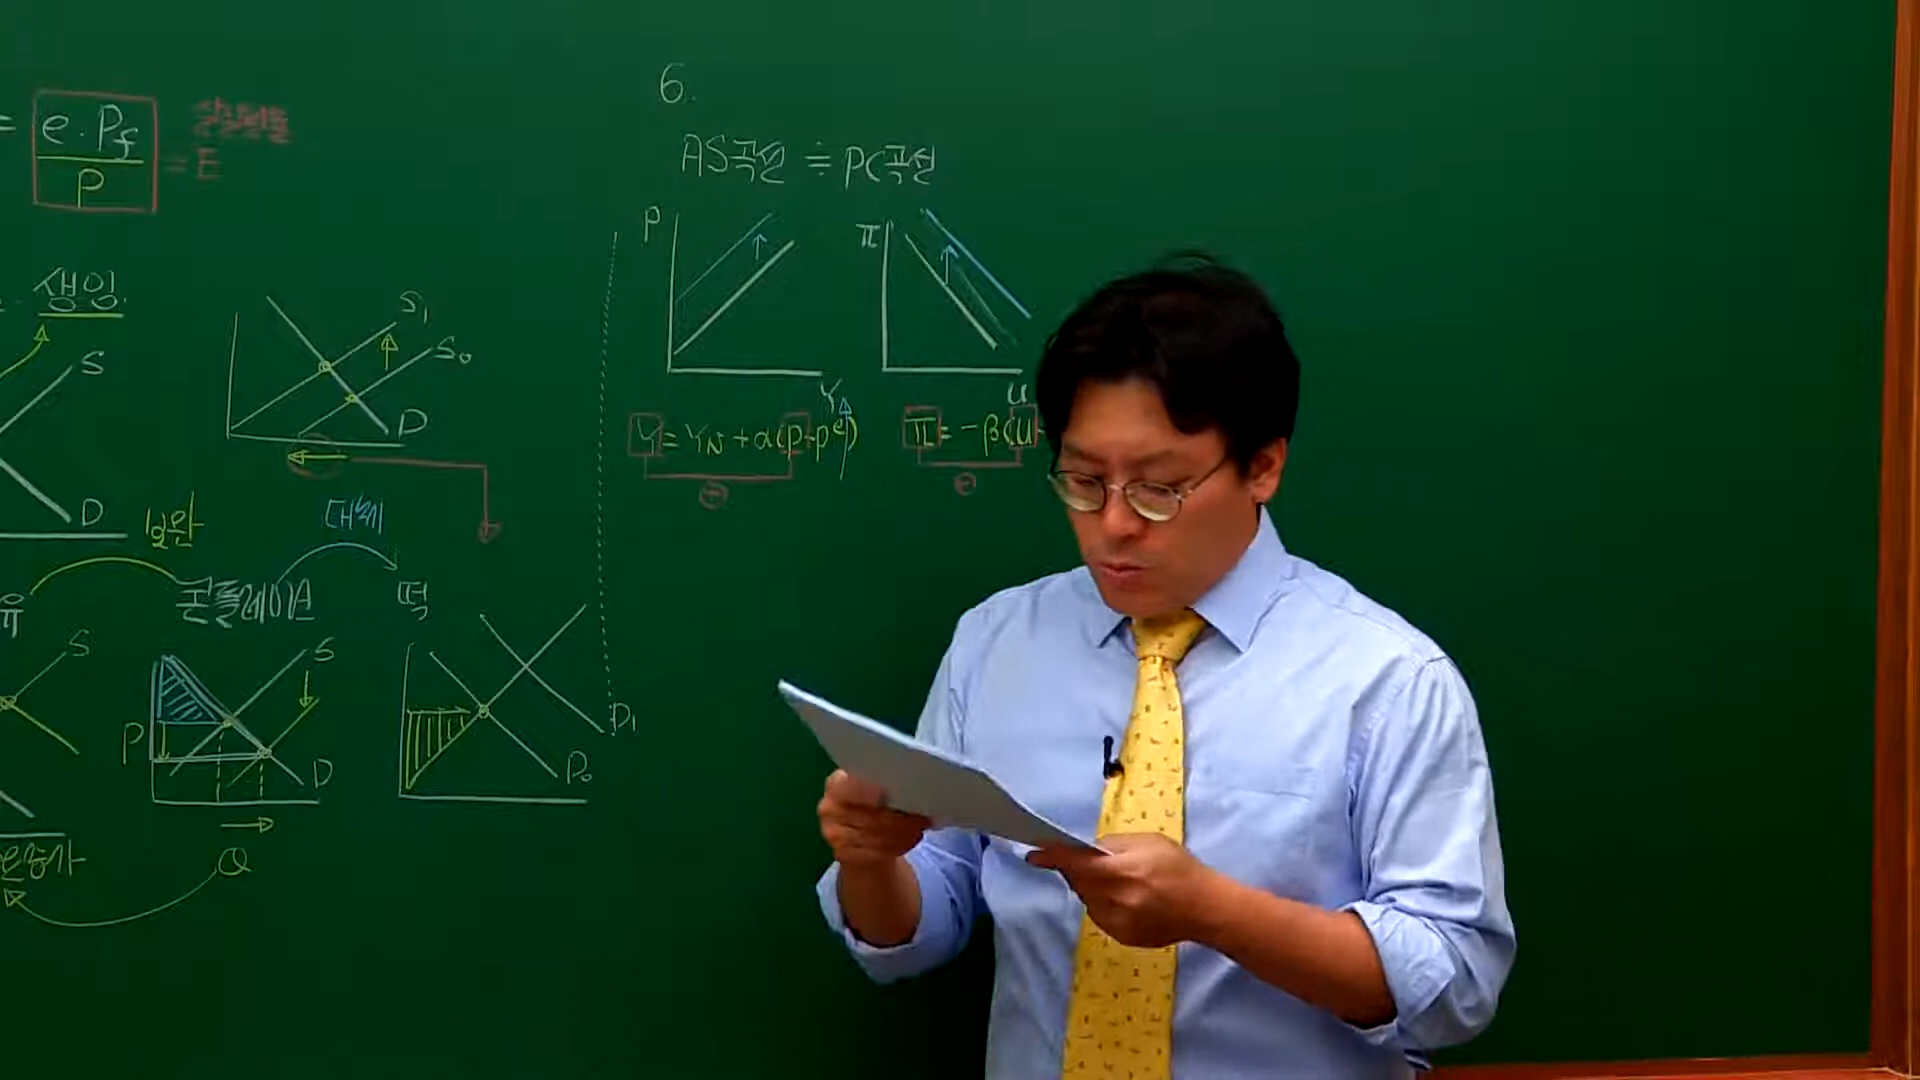 = e·Pf
P
= E
생잉
S
D
S₁
S₀
D
보완
대체
콘플레이A
떡
S
P
S
D
Q
D₁
D₀
6.
AS곡선 ≒ PC곡선
P
Y
π
u
Y = YN + α(P - Pᵉ)
π = -β(u
⊕
⊖